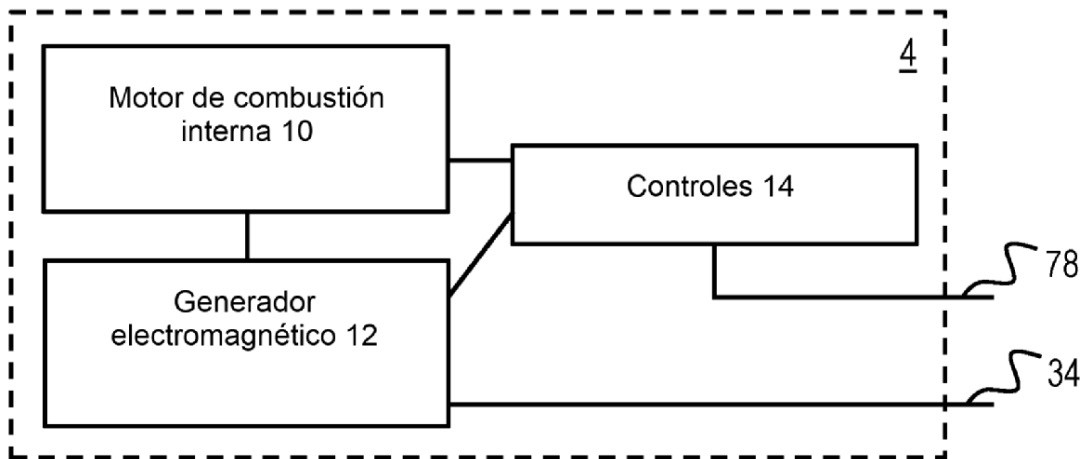 4
Motor de combustión
interna 10
Controles 14
78
Generador
electromagnético 12
34